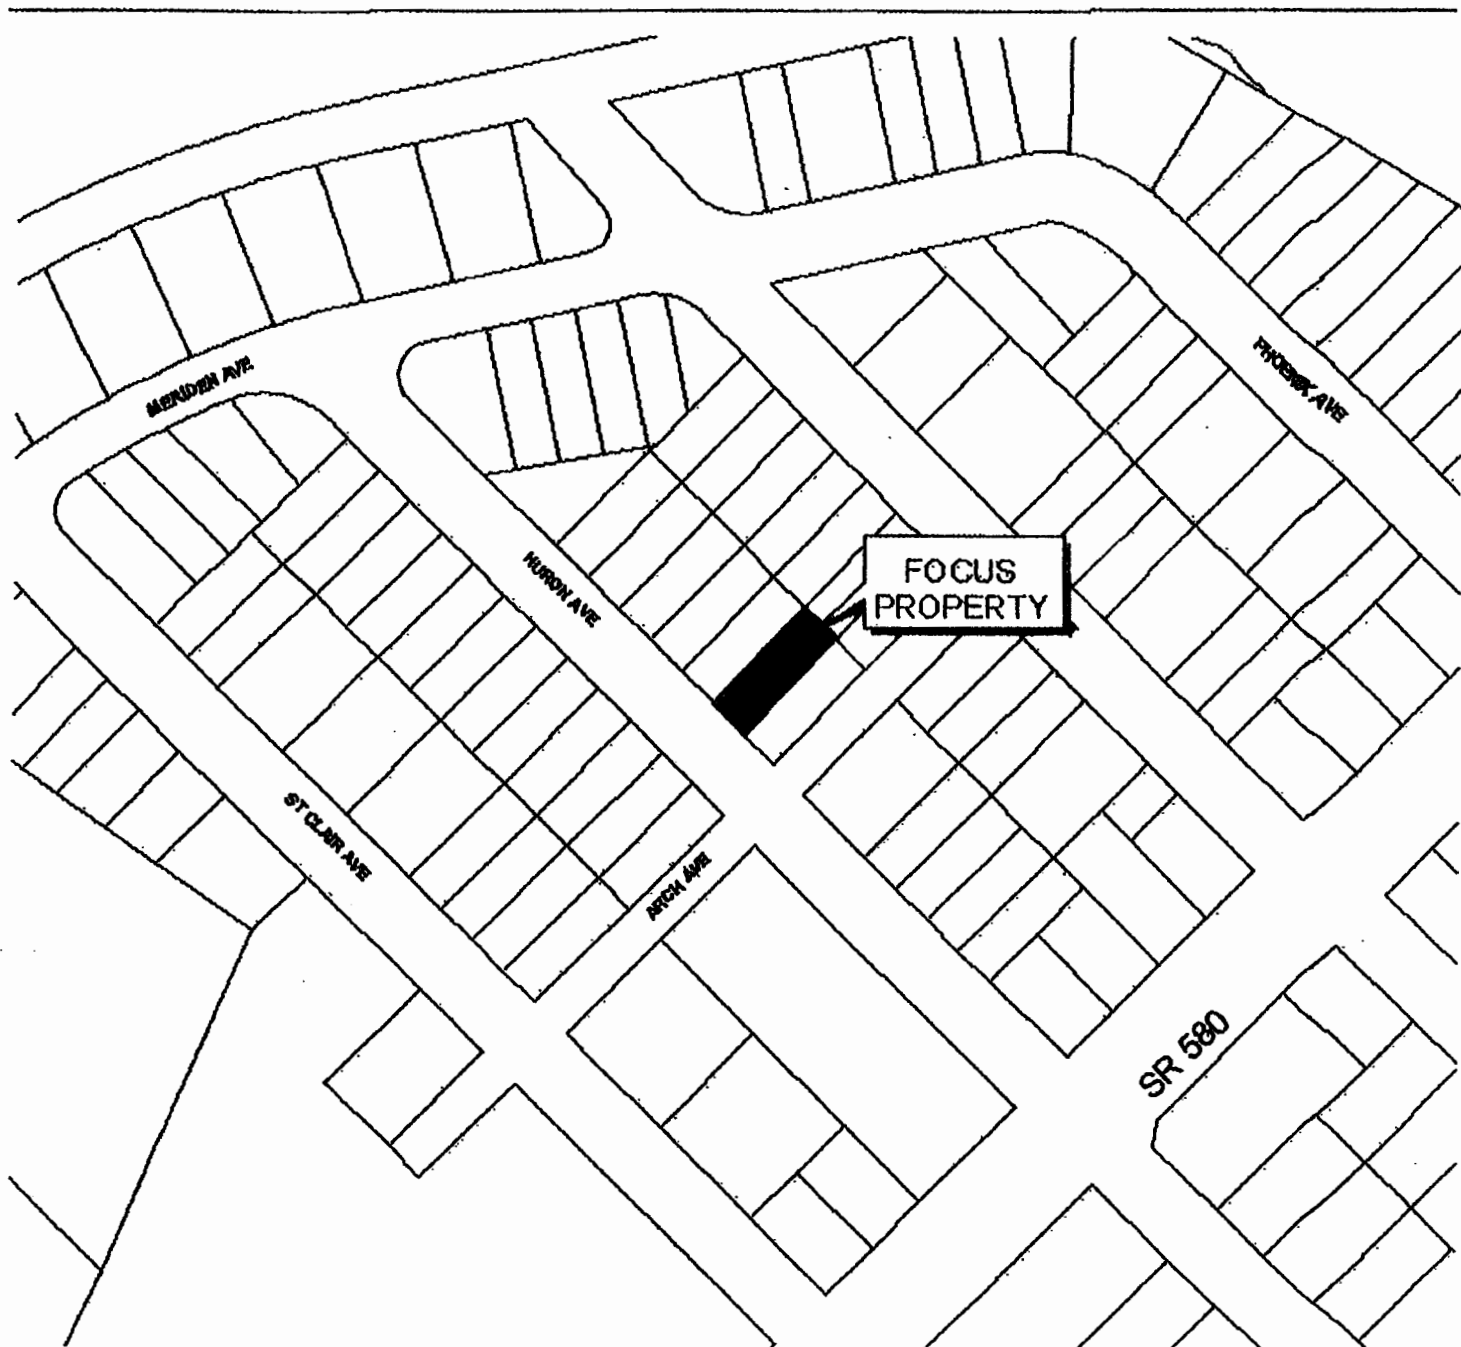 MERIDEN AVE
PHOENIX AVE
HURON AVE
FOCUS
PROPERTY
ST CLAIR AVE
ARCH AVE
SR 580